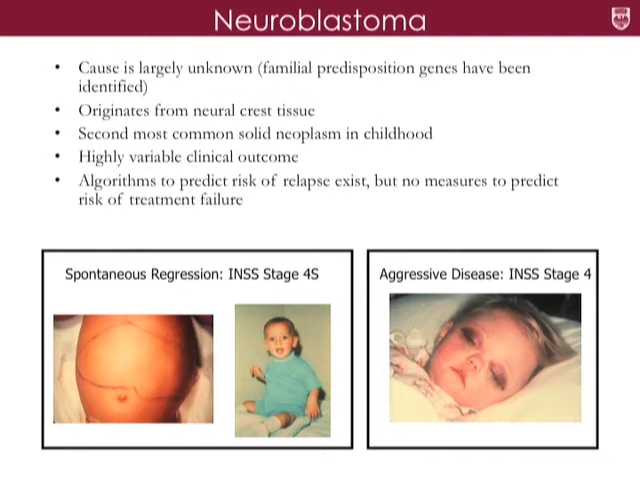 Neuroblastoma
• Cause is largely unknown (familial predisposition genes have been
identified)
• Originates from neural crest tissue
• Second most common solid neoplasm in childhood
• Highly variable clinical outcome
• Algorithms to predict risk of relapse exist, but no measures to predict
risk of treatment failure
Spontaneous Regression: INSS Stage 4S
Aggressive Disease: INSS Stage 4